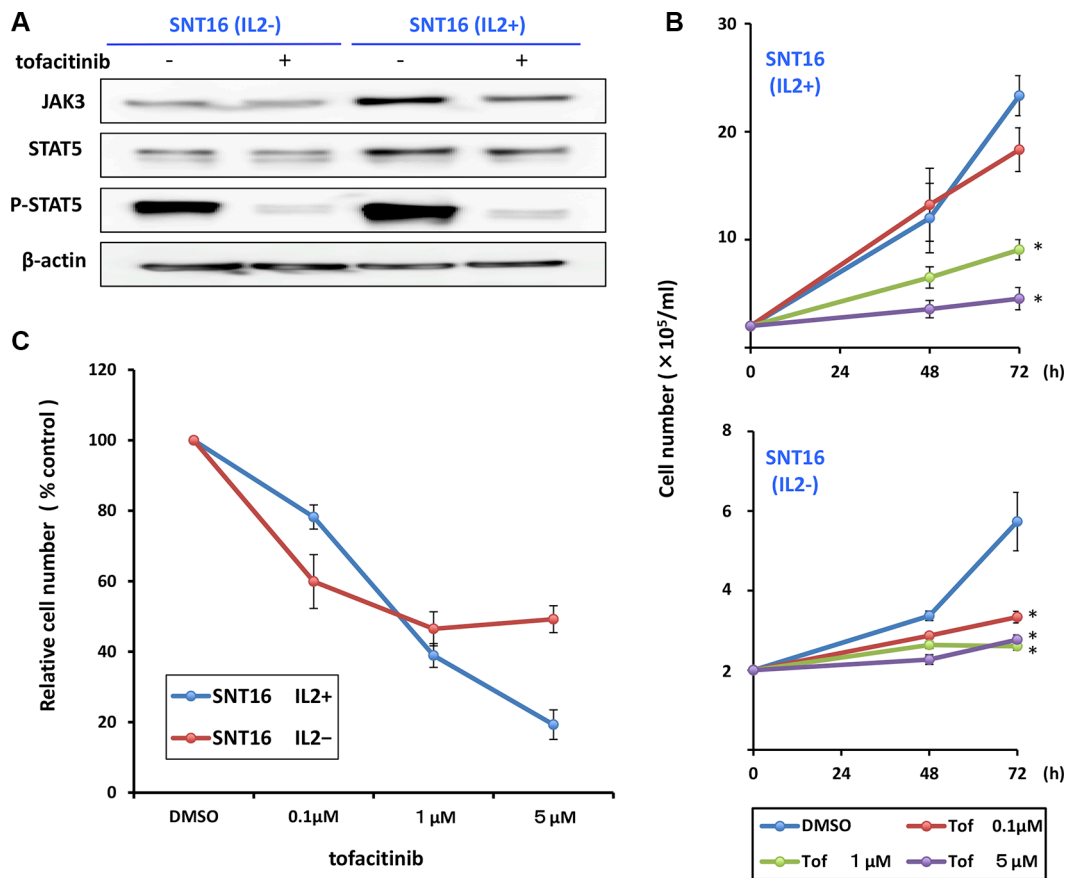 A
SNT16 (IL2-)
SNT16 (IL2+)
tofacitinib
-
+
-
+
JAK3
STAT5
P-STAT5
β-actin
B
SNT16
(IL2+)
30
20
10
0
24
48
72
(h)
*
*
Cell number ( × 10⁵/ml )
SNT16
(IL2-)
8
6
4
2
0
24
48
72
(h)
*
*
*
DMSO
Tof 0.1μM
Tof 1 μM
Tof 5 μM
C
Relative cell number ( % control )
120
100
80
60
40
20
0
SNT16 IL2+
SNT16 IL2−
DMSO
0.1μM
1 μM
5 μM
tofacitinib